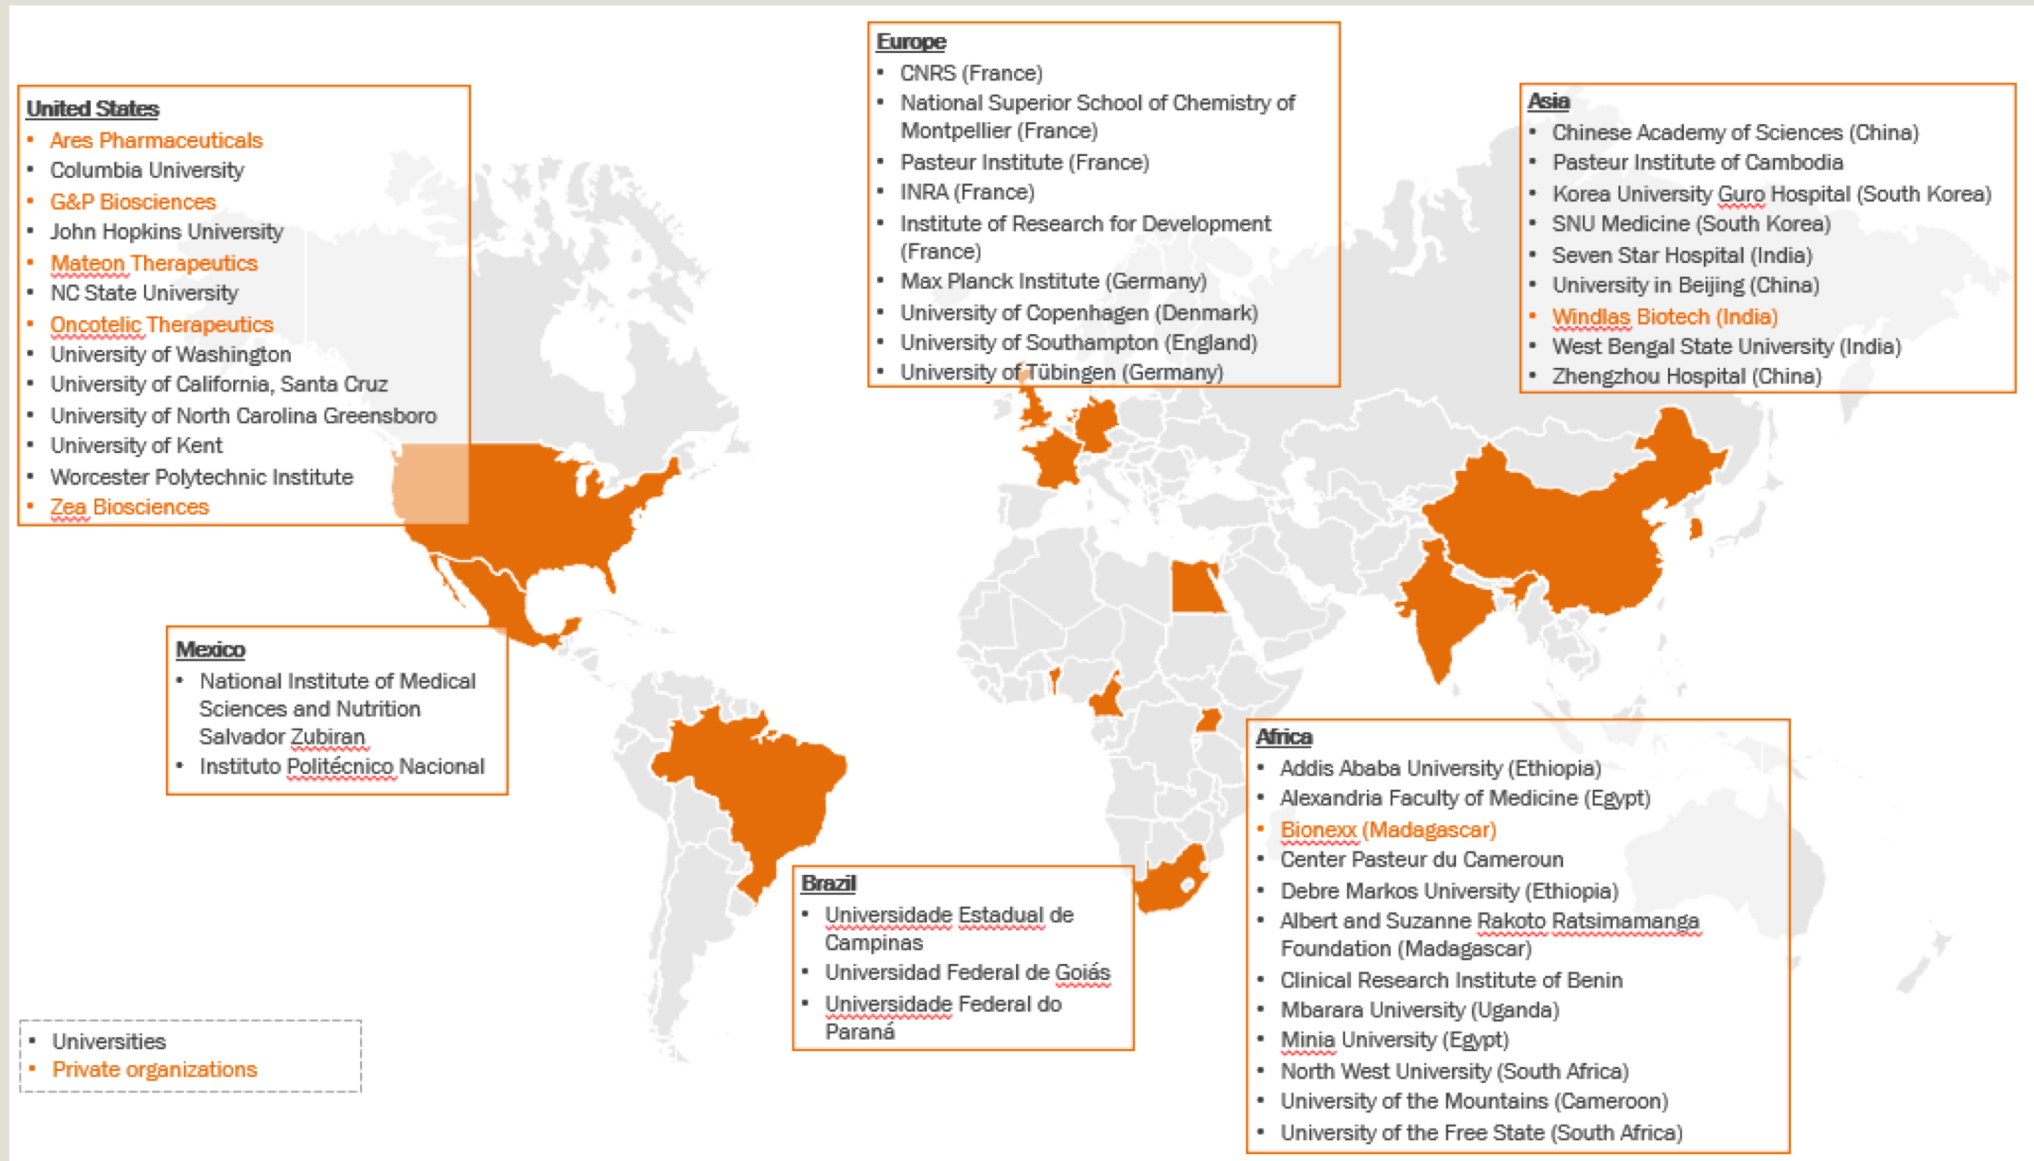 United States
• Ares Pharmaceuticals
• Columbia University
• G&P Biosciences
• John Hopkins University
• Mateon Therapeutics
• NC State University
• Oncotelic Therapeutics
• University of Washington
• University of California, Santa Cruz
• University of North Carolina Greensboro
• University of Kent
• Worcester Polytechnic Institute
• Zea Biosciences
Europe
• CNRS (France)
• National Superior School of Chemistry of
Montpellier (France)
• Pasteur Institute (France)
• INRA (France)
• Institute of Research for Development
(France)
• Max Planck Institute (Germany)
• University of Copenhagen (Denmark)
• University of Southampton (England)
• University of Tübingen (Germany)
Asia
• Chinese Academy of Sciences (China)
• Pasteur Institute of Cambodia
• Korea University Guro Hospital (South Korea)
• SNU Medicine (South Korea)
• Seven Star Hospital (India)
• University in Beijing (China)
• Windlas Biotech (India)
• West Bengal State University (India)
• Zhengzhou Hospital (China)
Mexico
• National Institute of Medical
Sciences and Nutrition
Salvador Zubiran
• Instituto Politécnico Nacional
Brazil
• Universidade Estadual de
Campinas
• Universidad Federal de Goiás
• Universidade Federal do
Paraná
Africa
• Addis Ababa University (Ethiopia)
• Alexandria Faculty of Medicine (Egypt)
• Bionexx (Madagascar)
• Center Pasteur du Cameroun
• Debre Markos University (Ethiopia)
• Albert and Suzanne Rakoto Ratsimamanga
Foundation (Madagascar)
• Clinical Research Institute of Benin
• Mbarara University (Uganda)
• Minia University (Egypt)
• North West University (South Africa)
• University of the Mountains (Cameroon)
• University of the Free State (South Africa)
• Universities
• Private organizations